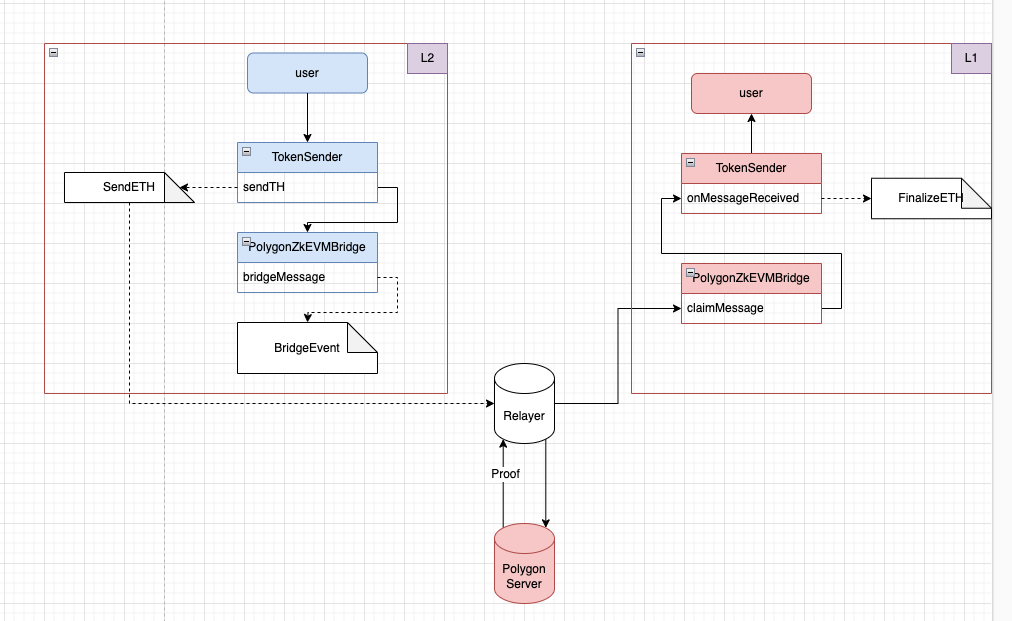 L2
user
TokenSender
sendTH
SendETH
PolygonZkEVMBridge
bridgeMessage
BridgeEvent
L1
user
TokenSender
onMessageReceived
FinalizeETH
PolygonZkEVMBridge
claimMessage
Relayer
Proof
Polygon
Server